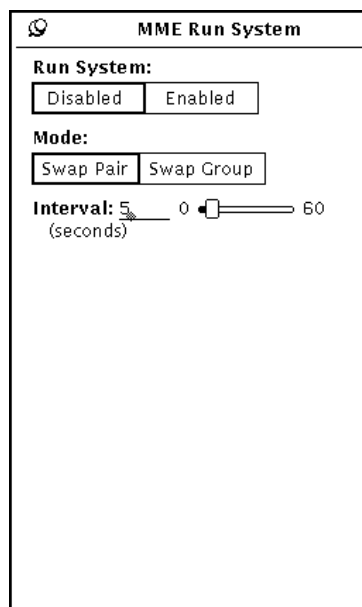 MME Run System
Run System:
Disabled Enabled
Mode:
Swap Pair Swap Group
Interval: 5 0 60
(seconds)